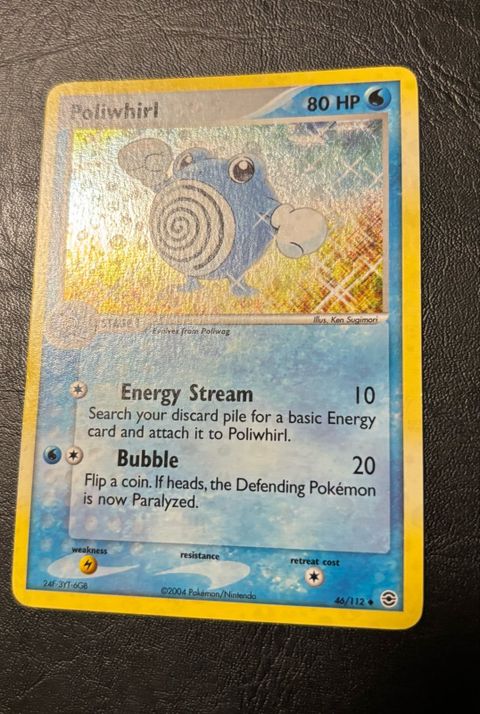 Poliwhirl
80 HP
Illus. Ken Sugimori
STAGE 1
Evolves from Poliwag
Energy Stream 10
Search your discard pile for a basic Energy
card and attach it to Poliwhirl.
Bubble 20
Flip a coin. If heads, the Defending Pokémon
is now Paralyzed.
weakness resistance retreat cost
24F-3YT-6G8
©2004 Pokémon/Nintendo
46/112